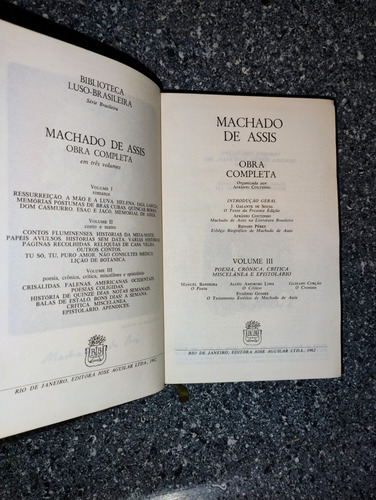 BIBLIOTECA
LUSO-BRASILEIRA
Série Brasileira
MACHADO DE ASSIS
OBRA COMPLETA
em três volumes
VOLUME I
romance
RESSURREIÇÃO. A MÃO E A LUVA. HELENA. IAIÁ GARCIA.
MEMÓRIAS PÓSTUMAS DE BRÁS CUBAS. QUINCAS BORBA.
DOM CASMURRO. ESAÚ E JACÓ. MEMORIAL DE AIRES.
VOLUME II
conto e teatro
CONTOS FLUMINENSES. HISTÓRIAS DA MEIA-NOITE.
PAPÉIS AVULSOS. HISTÓRIAS SEM DATA. VÁRIAS HISTÓRIAS.
PÁGINAS RECOLHIDAS. RELÍQUIAS DE CASA VELHA.
OUTROS CONTOS.
TU SÓ, TU, PURO AMOR. NÃO CONSULTES MÉDICO.
LIÇÃO DE BOTÂNICA.
VOLUME III
poesia, crônica, crítica, miscelânea e epistolário
CRISÁLIDAS. FALENAS. AMERICANAS. OCIDENTAIS.
POESIAS COLIGIDAS.
HISTÓRIA DE QUINZE DIAS. NOTAS SEMANAIS.
BALAS DE ESTALO. BONS DIAS! A SEMANA.
CRÍTICA. MISCELÂNEA.
EPISTOLÁRIO. APÊNDICES.
RIO DE JANEIRO, EDITORA JOSÉ AGUILAR LTDA., 1962
MACHADO
DE ASSIS
OBRA
COMPLETA
Organizada por
AFRÂNIO COUTINHO
INTRODUÇÃO GERAL
J. GALANTE DE SOUSA
O Texto da Presente Edição
AFRÂNIO COUTINHO
Machado de Assis na Literatura Brasileira
RENARD PÉREZ
Esbôço Biográfico de Machado de Assis
VOLUME III
POESIA, CRÔNICA, CRÍTICA
MISCELÂNEA E EPISTOLÁRIO
MANUEL BANDEIRA ALCEU AMOROSO LIMA GUSTAVO CORÇÃO
O Poeta O Crítico O Cronista
EUGÊNIO GOMES
O Testamento Estético de Machado de Assis
RIO DE JANEIRO, EDITORA JOSÉ AGUILAR LTDA., 1962